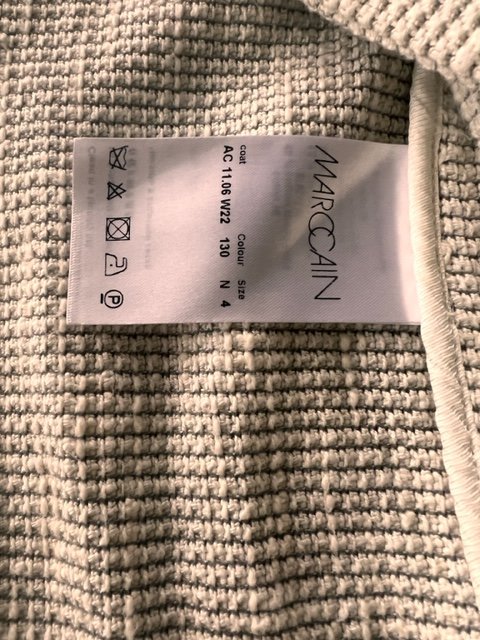 MARCCAIN
coat Colour Size
AC 11.06 W22 130 N 4
P